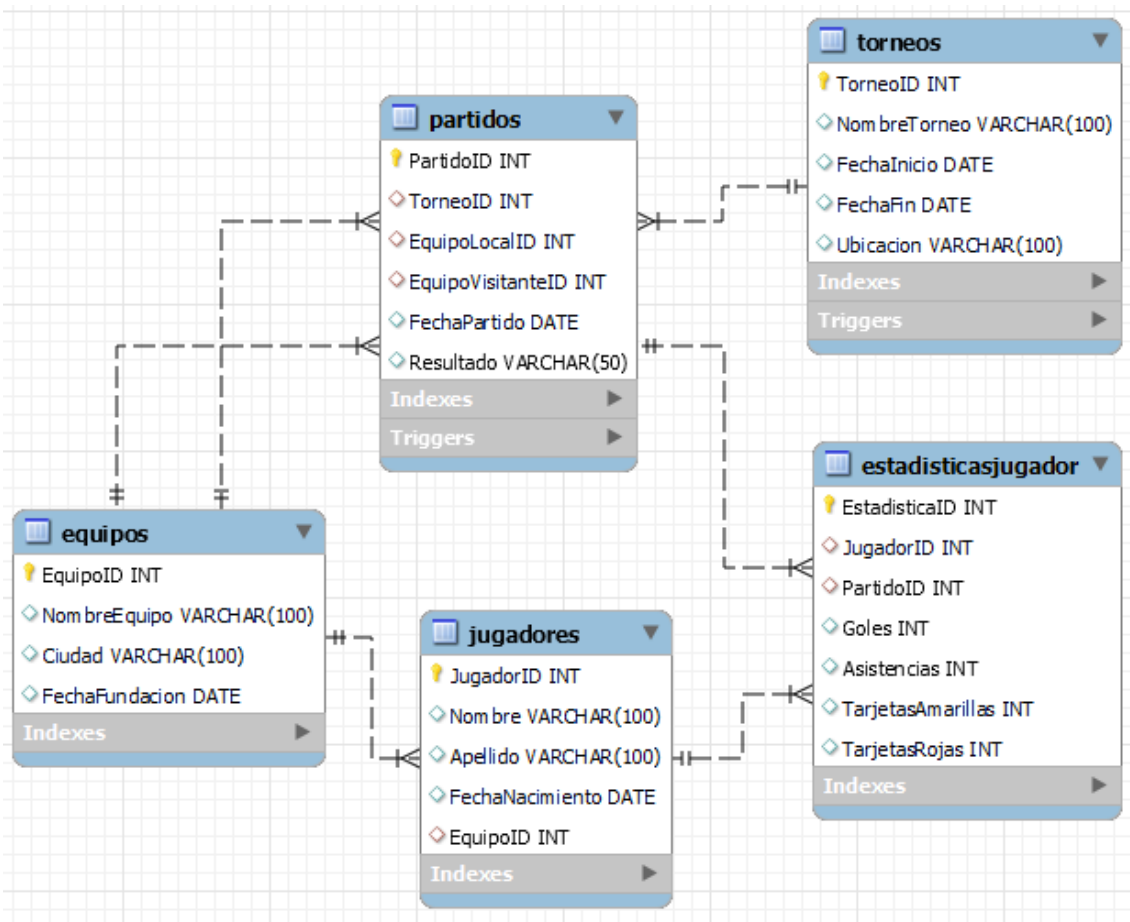 torneos
TorneoID INT
NombreTorneo VARCHAR(100)
FechaInicio DATE
FechaFin DATE
Ubicacion VARCHAR(100)
Indexes
Triggers
partidos
PartidoID INT
TorneoID INT
EquipoLocalID INT
EquipoVisitanteID INT
FechaPartido DATE
Resultado VARCHAR(50)
Indexes
Triggers
estadisticasjugador
EstadisticaID INT
JugadorID INT
PartidoID INT
Goles INT
Asistencias INT
TarjetasAmarillas INT
TarjetasRojas INT
Indexes
equipos
EquipoID INT
NombreEquipo VARCHAR(100)
Ciudad VARCHAR(100)
FechaFundacion DATE
Indexes
jugadores
JugadorID INT
Nombre VARCHAR(100)
Apellido VARCHAR(100)
FechaNacimiento DATE
EquipoID INT
Indexes